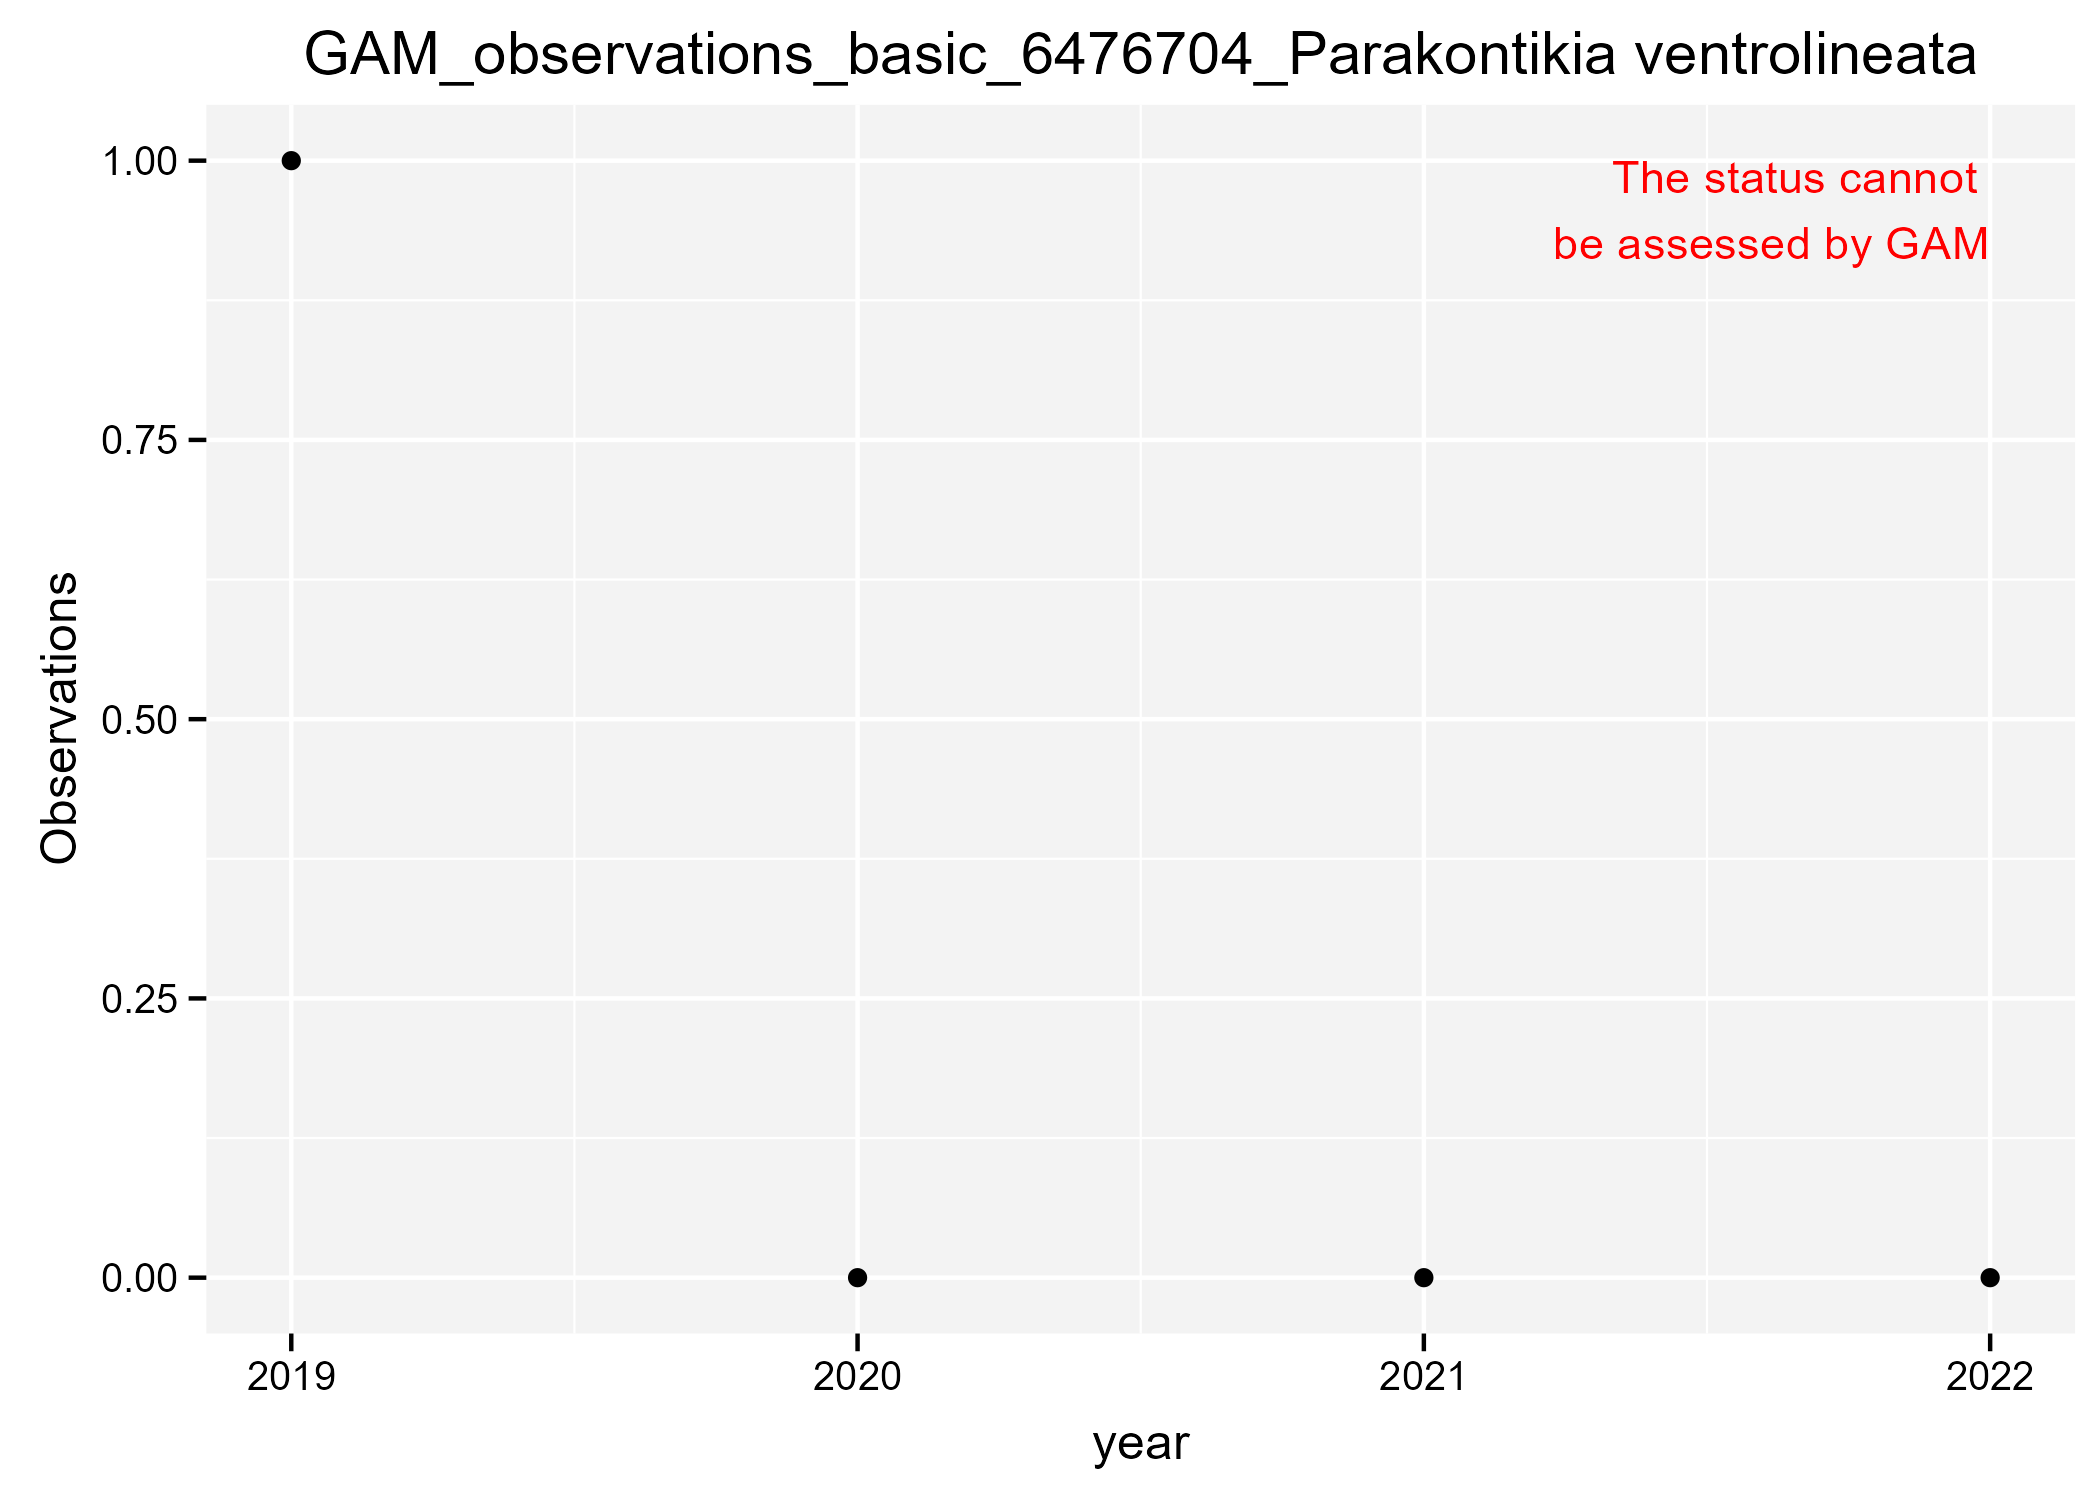 GAM_observations_basic_6476704_Parakontikia ventrolineata
The status cannot
be assessed by GAM
1.00
0.75
0.50
0.25
0.00
Observations
2019 2020 2021 2022
year